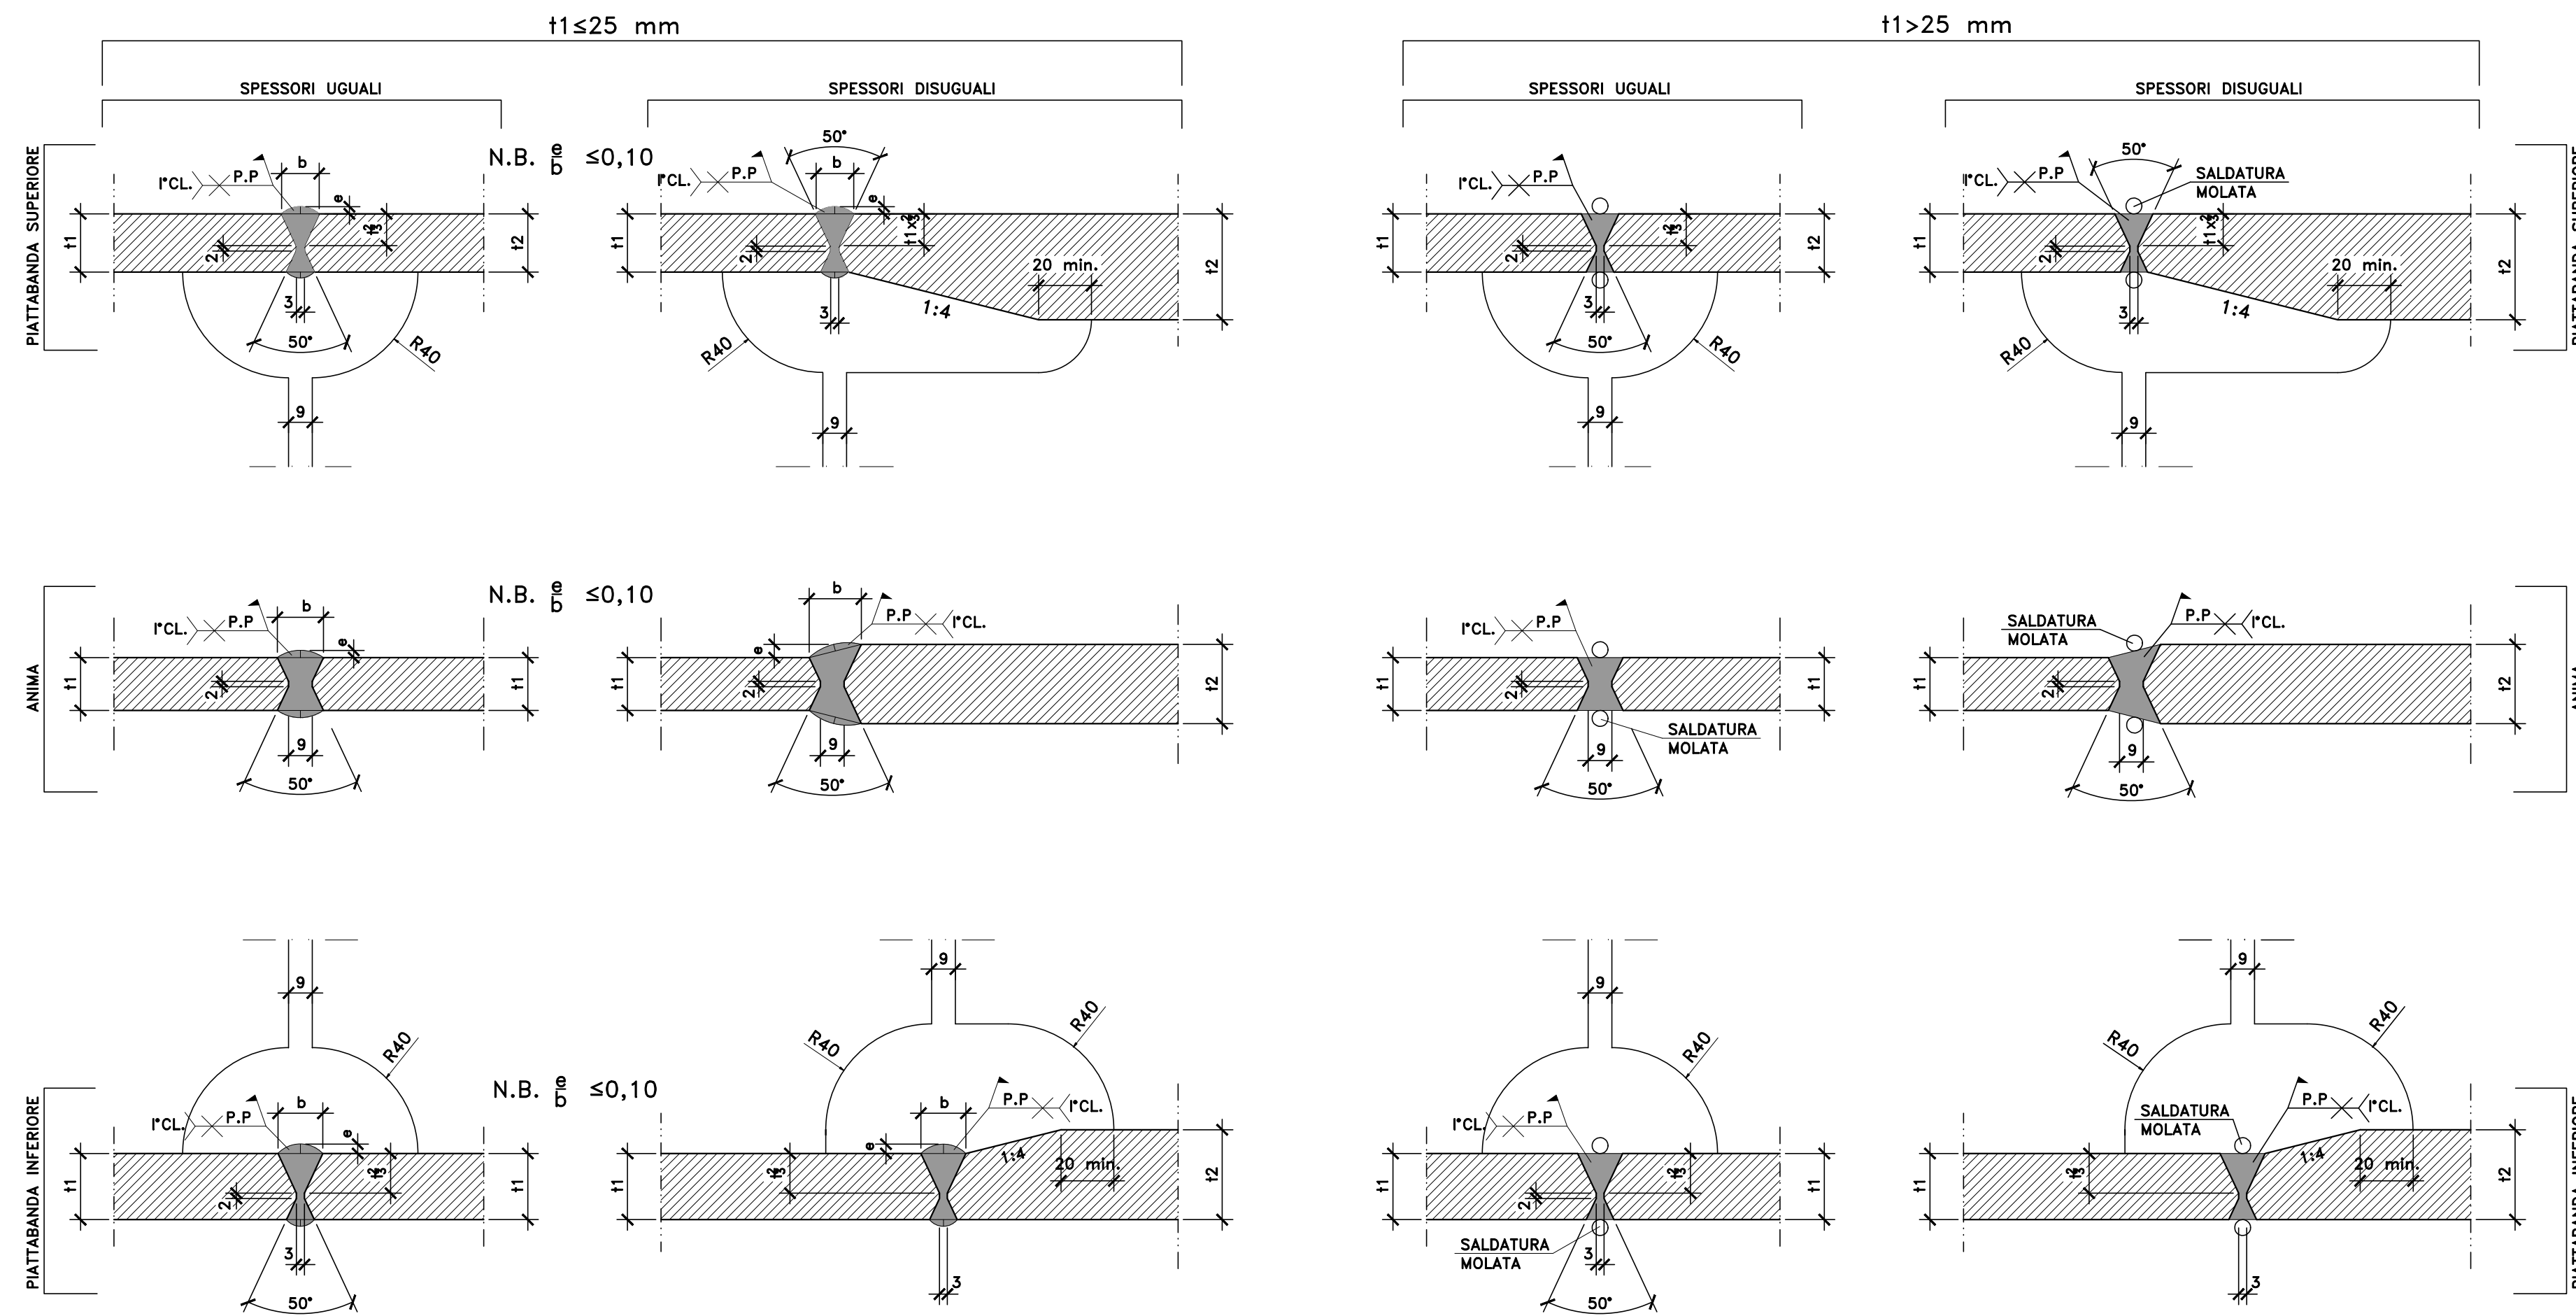 t1≤25 mm
t1>25 mm
SPESSORI UGUALI
SPESSORI DISUGUALI
SPESSORI UGUALI
SPESSORI DISUGUALI
PIATTABANDA SUPERIORE
I°CL. P.P b e
t1 2 3 50° R40 9 t2
N.B. e/b ≤0,10
I°CL. P.P 50° b e
t1 2 3 1:4 20 min. R40 9 t2
I°CL. P.P
t1 2 3 50° R40 9 t2
I°CL. P.P 50° SALDATURA
MOLATA
t1 2 3 1:4 20 min. R40 9 t2
ANIMA
I°CL. P.P b e
t1 2 9 50° t1
N.B. e/b ≤0,10
b e P.P I°CL.
t1 2 9 50° t2
I°CL. P.P
t1 2 9 50° t1
SALDATURA
MOLATA
SALDATURA
MOLATA
P.P I°CL.
t1 2 9 50° t2
ANIMA
PIATTABANDA INFERIORE
9 R40
I°CL. P.P b e
t1 2 3 50° t1
N.B. e/b ≤0,10
9 R40 R40
b e P.P I°CL.
t1 1:4 20 min. 3 t2
9 R40
I°CL. P.P
t1 2 3 50° t1
SALDATURA
MOLATA
9 R40 R40
SALDATURA
MOLATA
P.P I°CL.
t1 1:4 20 min. 3 t2